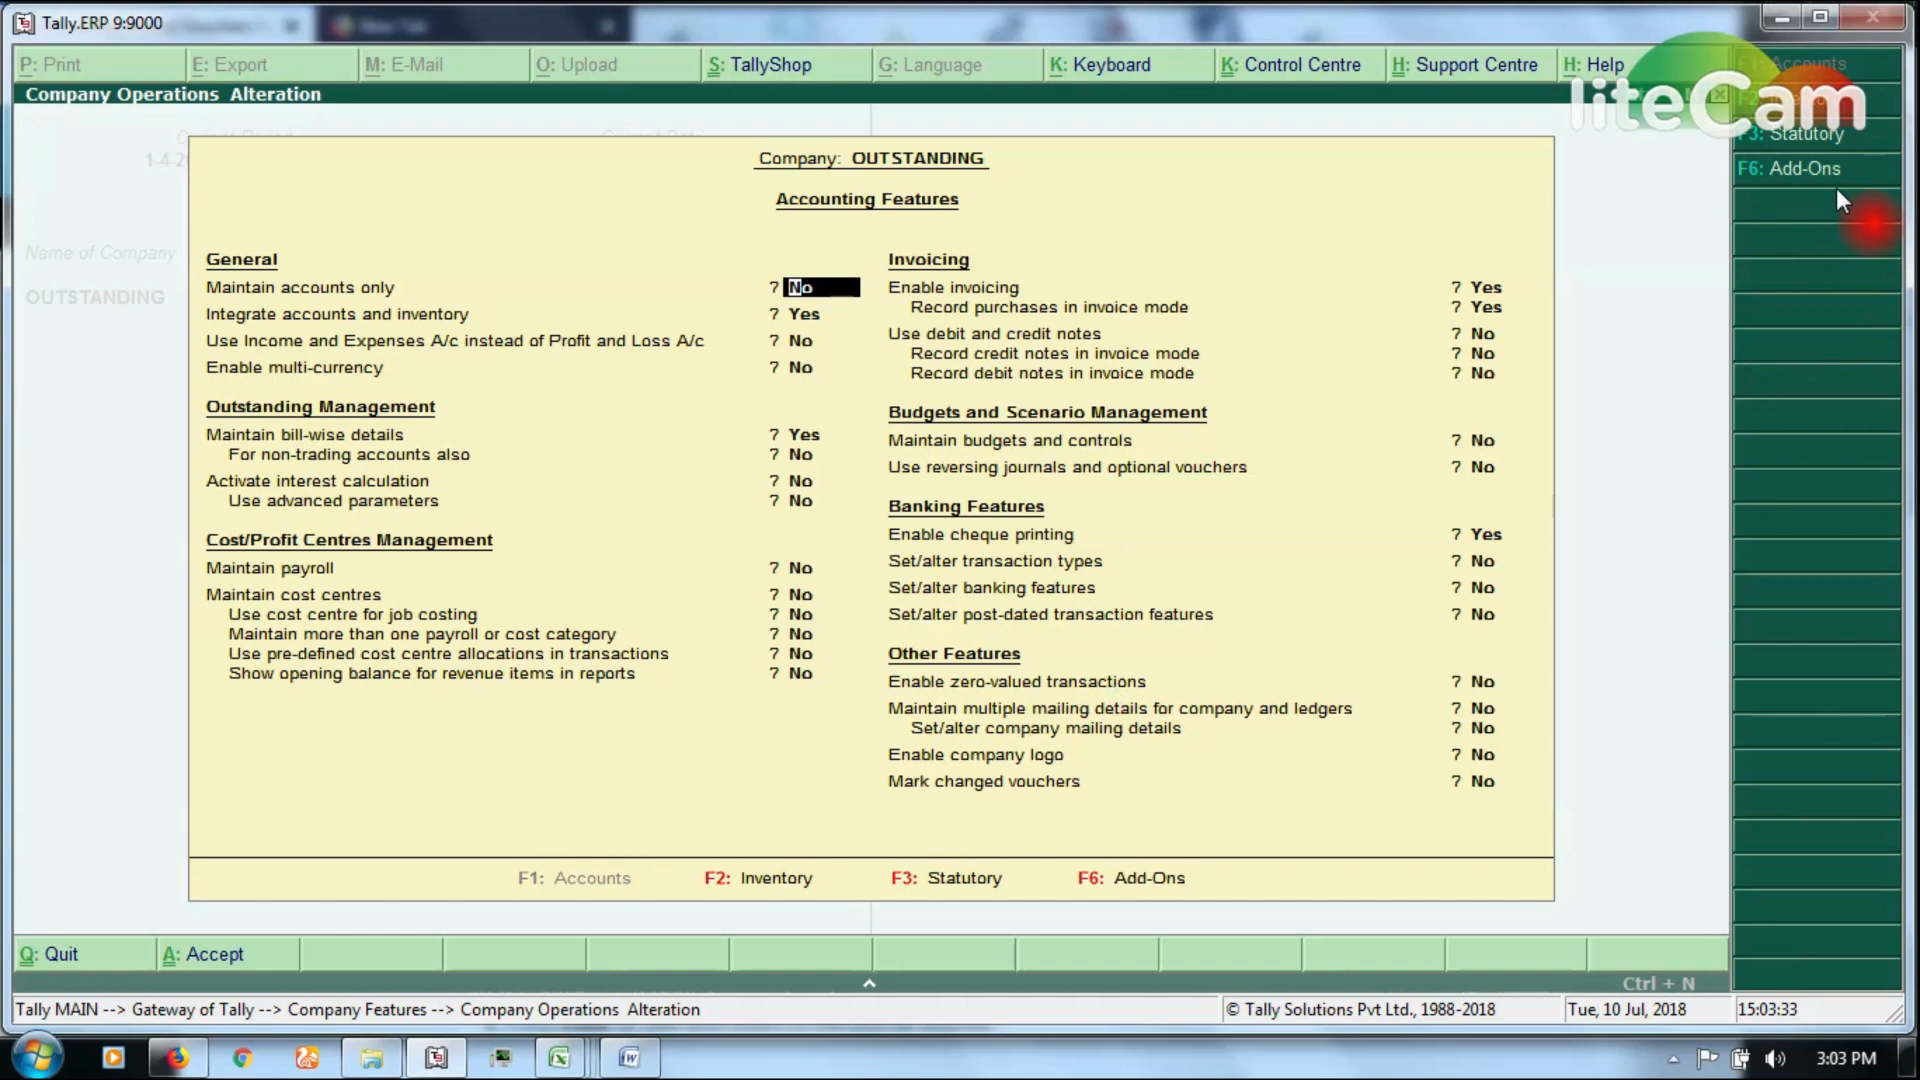 Tally.ERP 9:9000
New Tab
P: Print
E: Export
M: E-Mail
O: Upload
S: TallyShop
G: Language
K: Keyboard
K: Control Centre
H: Support Centre
H: Help
F1: Accounts
liteCam
F3: Statutory
F6: Add-Ons
Company Operations Alteration
Current Period
Current Date
1-4-2
Name of Company
OUTSTANDING
Company: OUTSTANDING
Accounting Features
General
Maintain accounts only ? No
Integrate accounts and inventory ? Yes
Use Income and Expenses A/c instead of Profit and Loss A/c ? No
Enable multi-currency ? No
Outstanding Management
Maintain bill-wise details ? Yes
For non-trading accounts also ? No
Activate interest calculation ? No
Use advanced parameters ? No
Cost/Profit Centres Management
Maintain payroll ? No
Maintain cost centres ? No
Use cost centre for job costing ? No
Maintain more than one payroll or cost category ? No
Use pre-defined cost centre allocations in transactions ? No
Show opening balance for revenue items in reports ? No
Invoicing
Enable invoicing ? Yes
Record purchases in invoice mode ? Yes
Use debit and credit notes ? No
Record credit notes in invoice mode ? No
Record debit notes in invoice mode ? No
Budgets and Scenario Management
Maintain budgets and controls ? No
Use reversing journals and optional vouchers ? No
Banking Features
Enable cheque printing ? Yes
Set/alter transaction types ? No
Set/alter banking features ? No
Set/alter post-dated transaction features ? No
Other Features
Enable zero-valued transactions ? No
Maintain multiple mailing details for company and ledgers ? No
Set/alter company mailing details ? No
Enable company logo ? No
Mark changed vouchers ? No
F1: Accounts
F2: Inventory
F3: Statutory
F6: Add-Ons
Q: Quit
A: Accept
Ctrl + N
Tally MAIN --> Gateway of Tally --> Company Features --> Company Operations Alteration
© Tally Solutions Pvt Ltd., 1988-2018
Tue, 10 Jul, 2018
15:03:33
3:03 PM